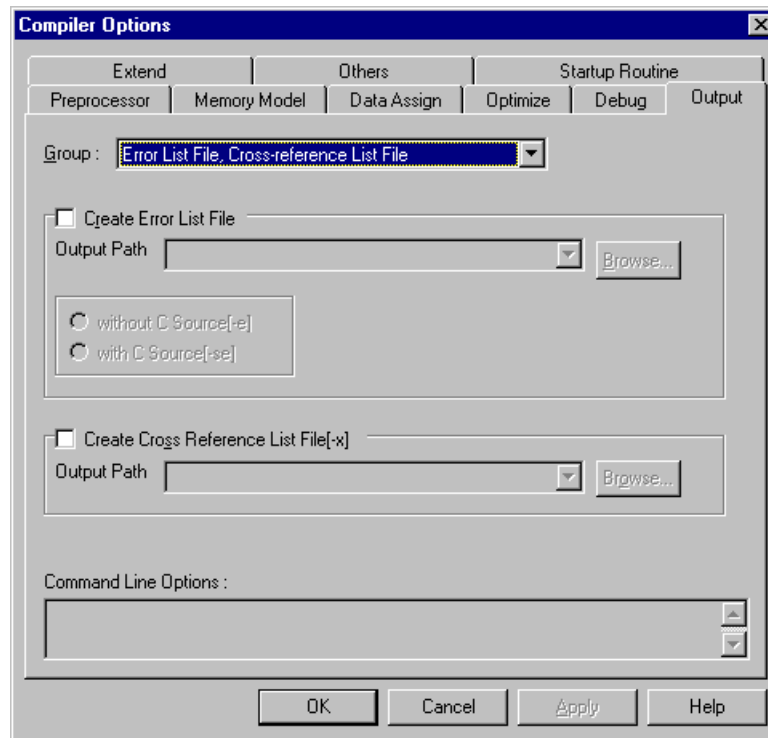 Compiler Options
Extend Others Startup Routine
Preprocessor Memory Model Data Assign Optimize Debug Output
Group : Error List File, Cross-reference List File
Create Error List File
Output Path Browse...
without C Source[-e]
with C Source[-se]
Create Cross Reference List File[-x]
Output Path Browse...
Command Line Options :
OK Cancel Apply Help